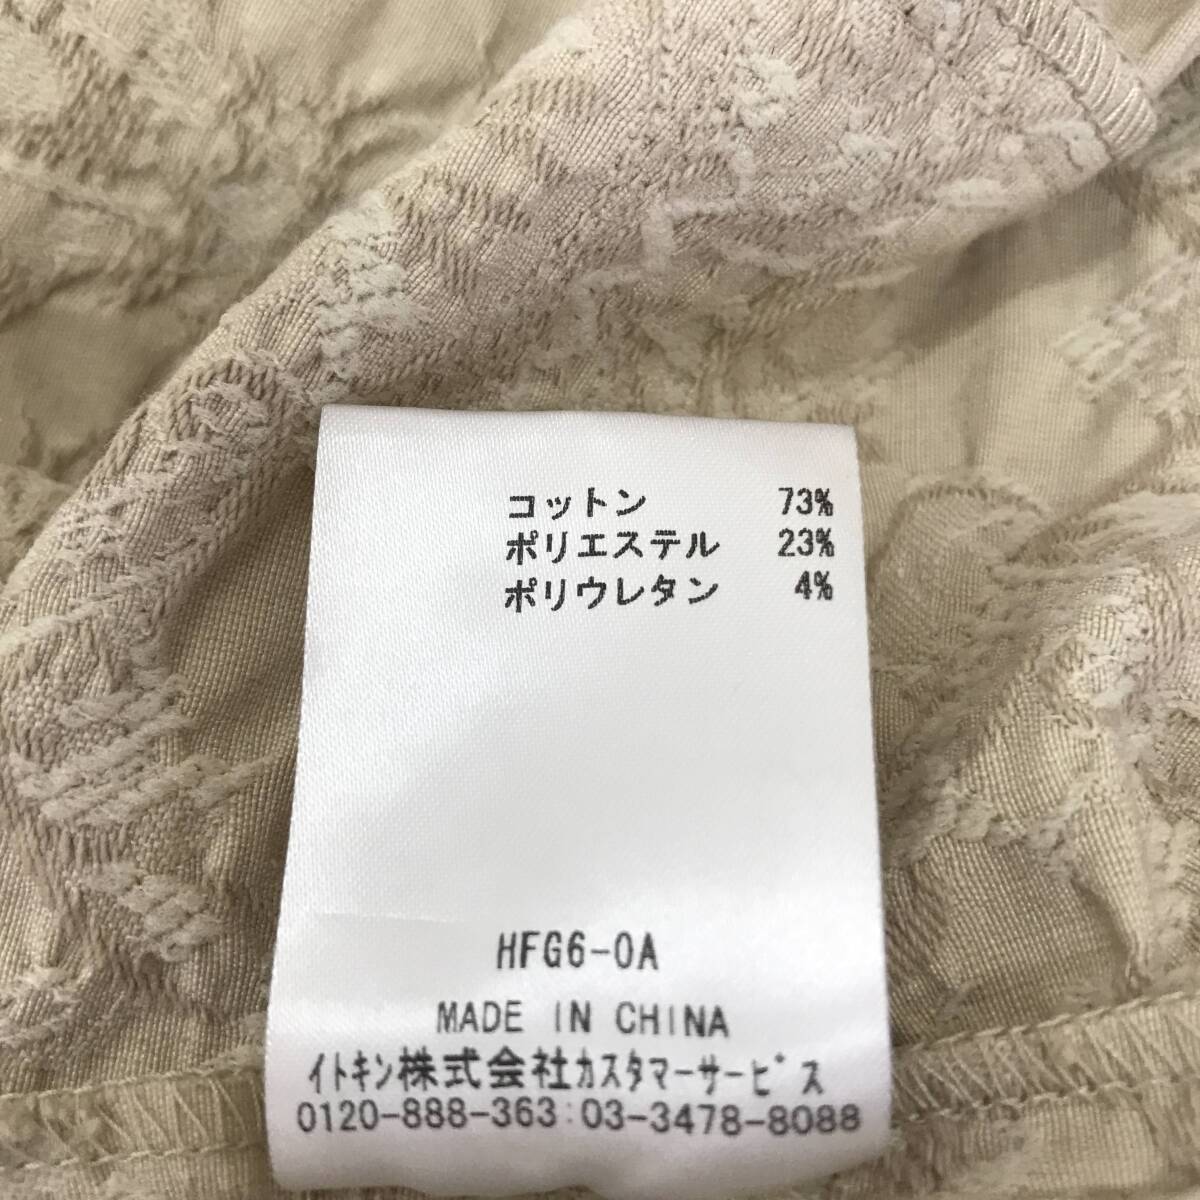 コットン 73%
ポリエステル 23%
ポリウレタン 4%
HFG6-0A
MADE IN CHINA
イトキン株式会社カスタマーサービス
0120-888-363:03-3478-8088